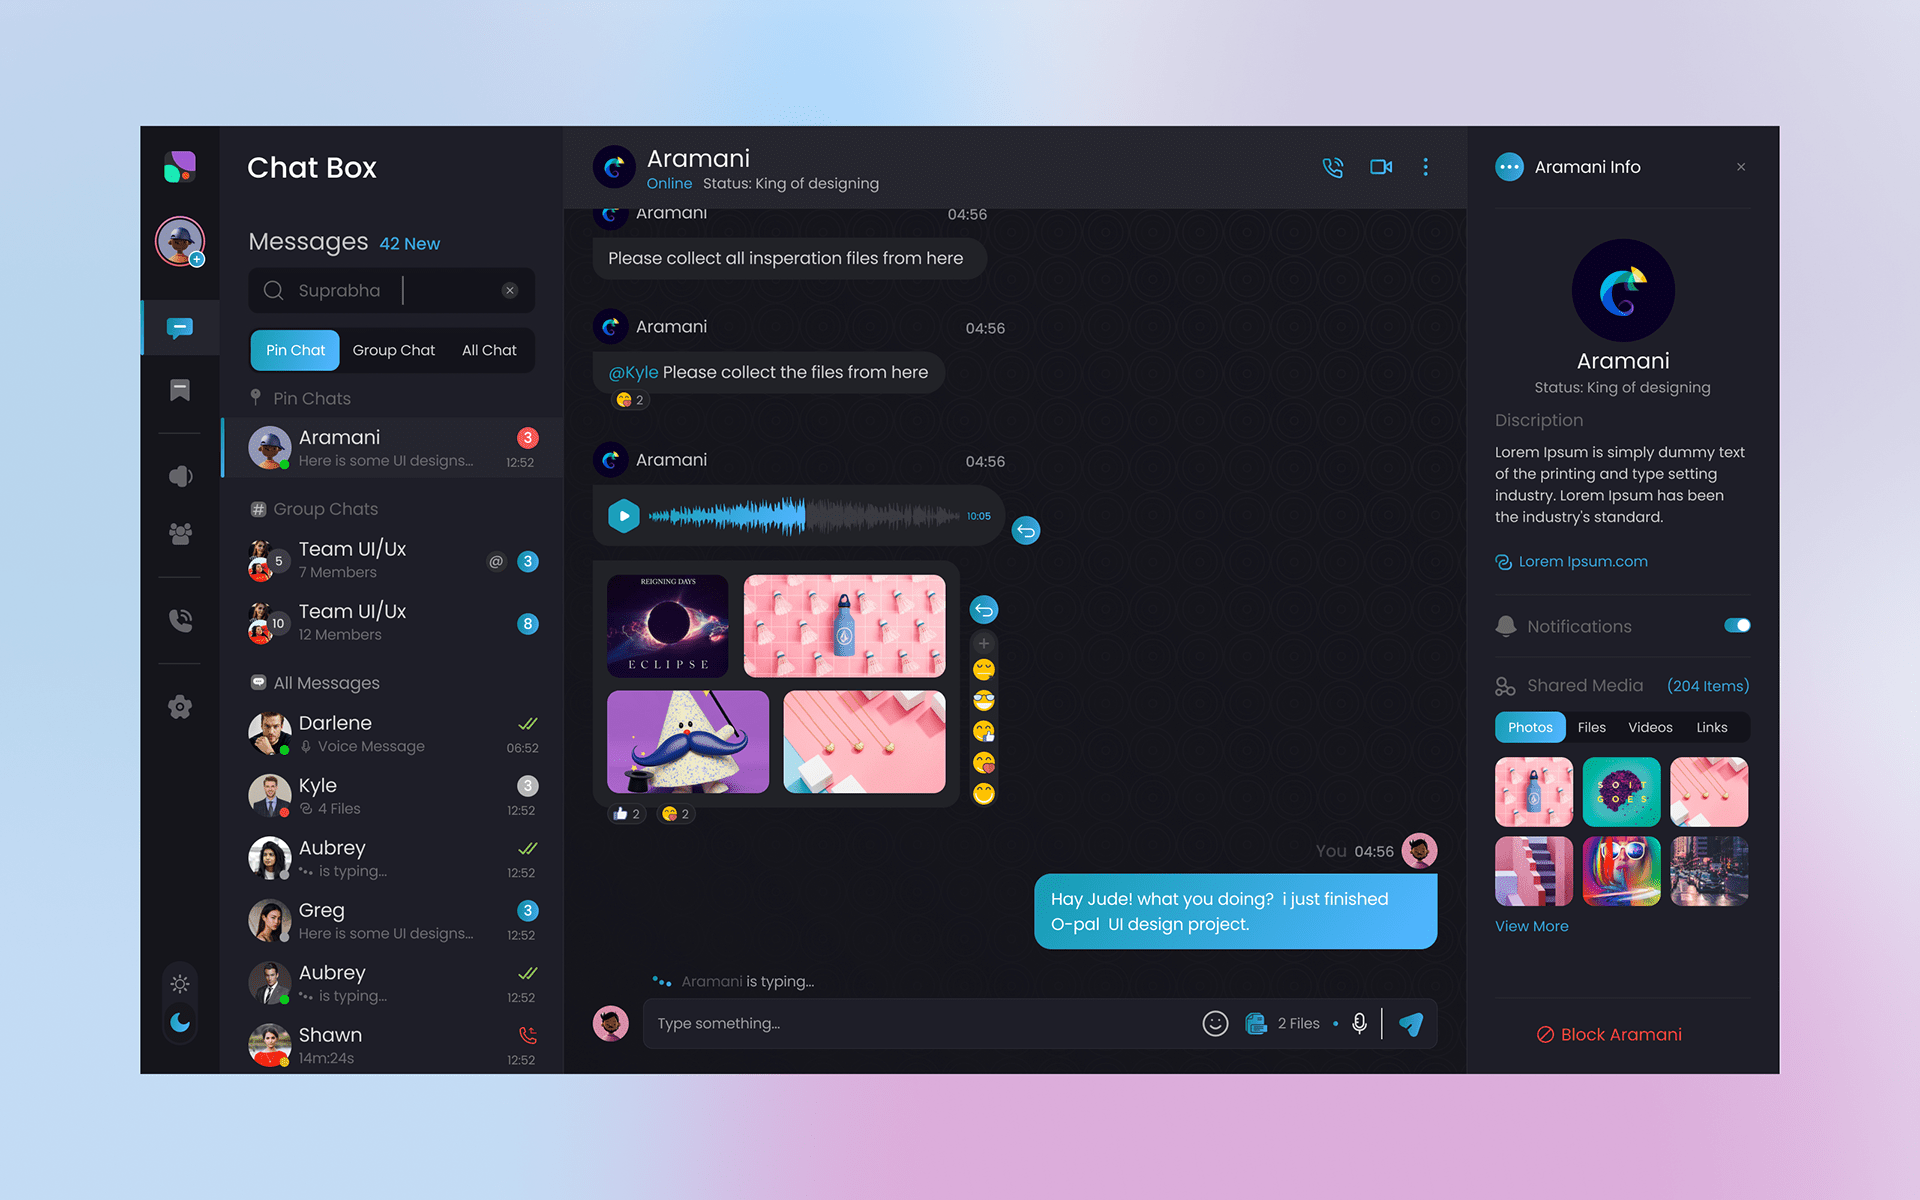 Chat Box
Messages 42 New
Suprabha
Pin Chat Group Chat All Chat
Pin Chats
Aramani 3
Here is some UI designs... 12:52
# Group Chats
5 Team UI/Ux @ 3
7 Members
10 Team UI/Ux 8
12 Members
All Messages
Darlene
Voice Message 06:52
Kyle 3
4 Files 12:52
Aubrey
is typing... 12:52
Greg 3
Here is some UI designs... 12:52
Aubrey
is typing... 12:52
Shawn
14m:24s 12:52
Aramani
Online Status: King of designing
Aramani 04:56
Please collect all insperation files from here
Aramani 04:56
@Kyle Please collect the files from here
2
Aramani 04:56
10:05
REIGNING DAYS
ECLIPSE
2 2
You 04:56
Hay Jude! what you doing? i just finished
O-pal UI design project.
Aramani is typing...
Type something... 2 Files
Aramani Info
Aramani
Status: King of designing
Discription
Lorem Ipsum is simply dummy text
of the printing and type setting
industry. Lorem Ipsum has been
the industry's standard.
Lorem Ipsum.com
Notifications
Shared Media (204 Items)
Photos Files Videos Links
SO IT
GOES
View More
Block Aramani